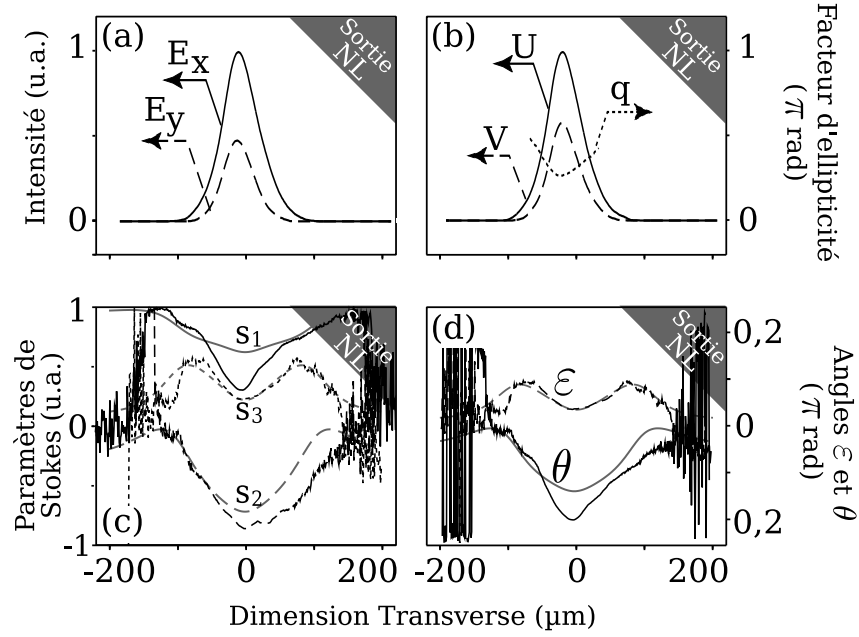 (a)
E x
E y
Sortie
NL
1
0
Intensité (u.a.)
(b)
U
V
q
Sortie
NL
1
0
Facteur d'ellipticité
(π rad)
(c)
s1
s3
s2
Sortie
NL
1
0
-1
Paramètres de
Stokes (u.a.)
-200 0 200
(d)
ε
θ
Sortie
NL
0,2
0
0,2
Angles ε et θ
(π rad)
-200 0 200
Dimension Transverse (µm)